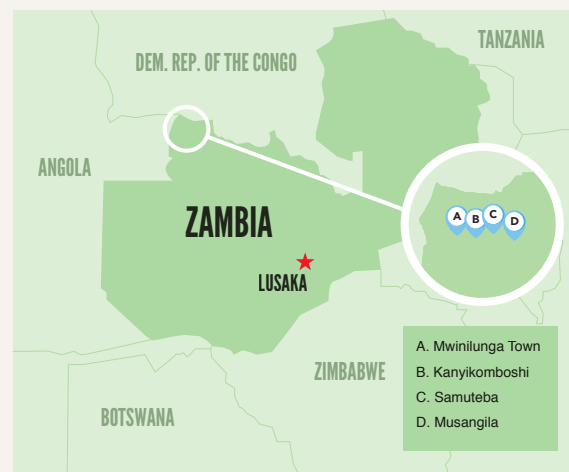 TANZANIA
DEM. REP. OF THE CONGO
ANGOLA
ZAMBIA
A B C D
LUSAKA
ZIMBABWE
BOTSWANA
A. Mwinilunga Town
B. Kanyikomboshi
C. Samuteba
D. Musangila